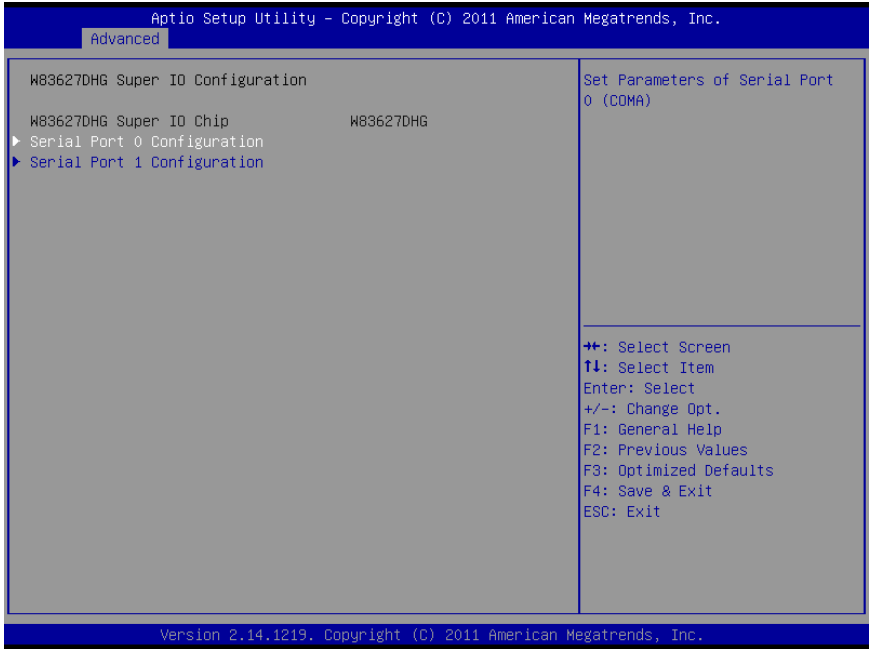 Aptio Setup Utility – Copyright (C) 2011 American Megatrends, Inc.
Advanced
W83627DHG Super IO Configuration
W83627DHG Super IO Chip W83627DHG
Serial Port 0 Configuration
Serial Port 1 Configuration
Set Parameters of Serial Port
0 (COMA)
→←: Select Screen
↑↓: Select Item
Enter: Select
+/-: Change Opt.
F1: General Help
F2: Previous Values
F3: Optimized Defaults
F4: Save & Exit
ESC: Exit
Version 2.14.1219. Copyright (C) 2011 American Megatrends, Inc.